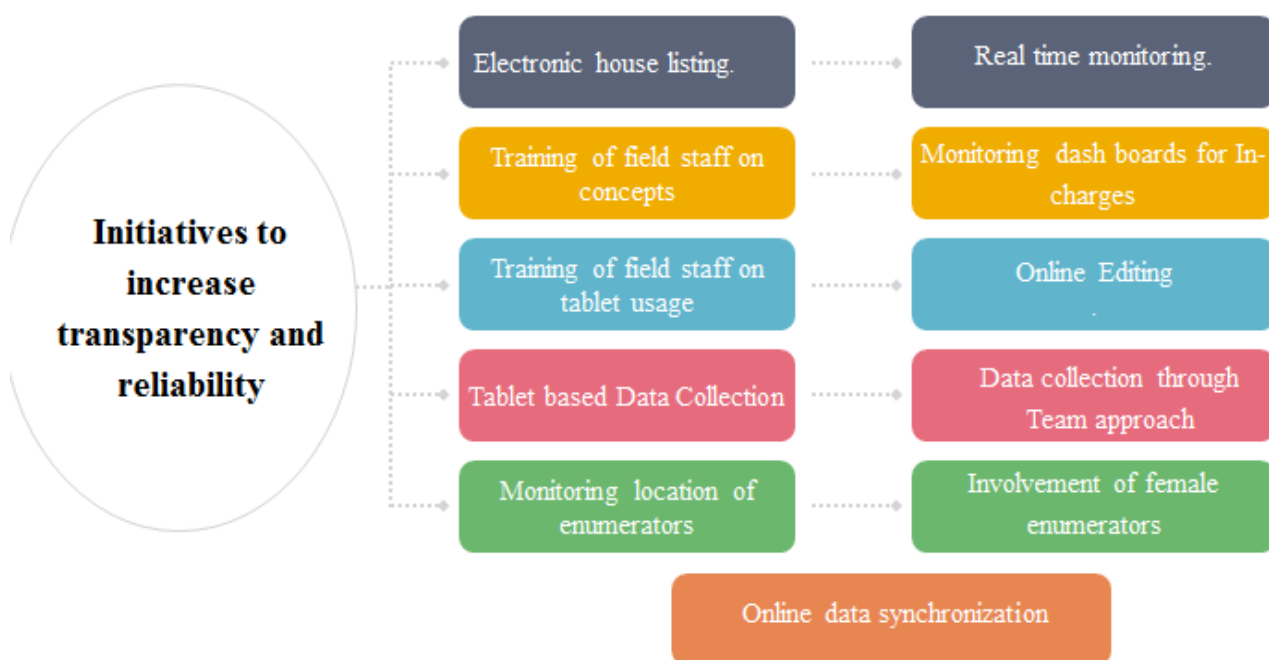 Initiatives to
increase
transparency and
reliability
Electronic house listing.
Real time monitoring.
Training of field staff on
concepts
Monitoring dash boards for In-
charges
Training of field staff on
tablet usage
Online Editing
.
Tablet based Data Collection
Data collection through
Team approach
Monitoring location of
enumerators
Involvement of female
enumerators
Online data synchronization